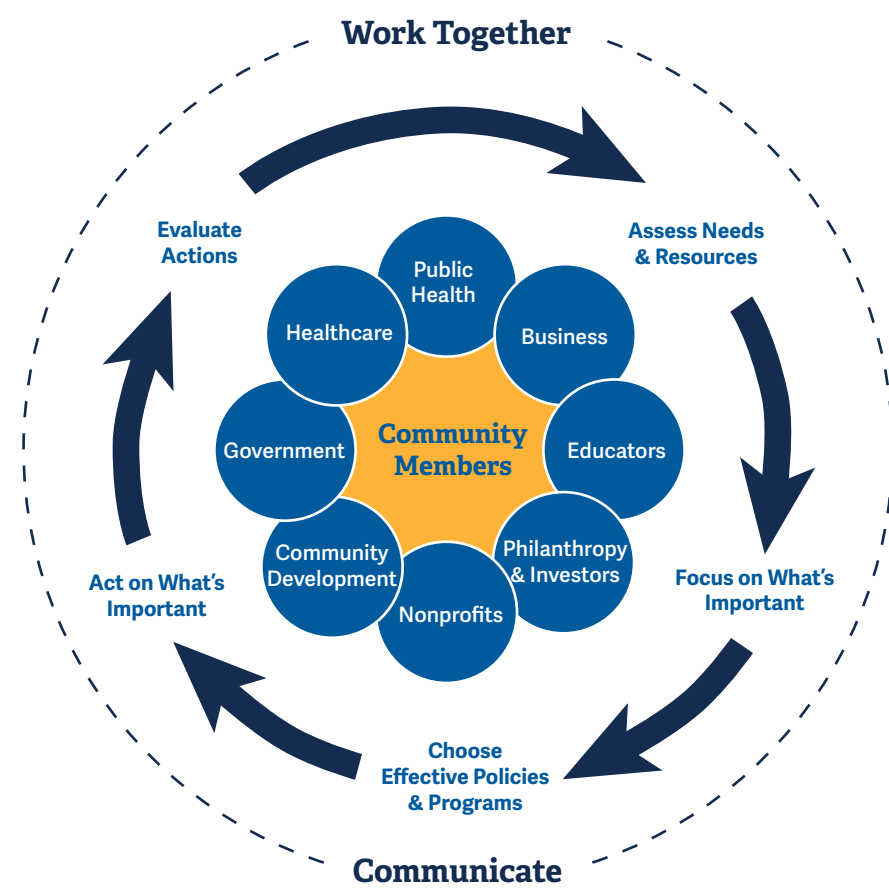 Work Together
Evaluate
Actions
Assess Needs
& Resources
Public
Health
Healthcare
Business
Community
Members
Government
Educators
Community
Development
Philanthropy
& Investors
Nonprofits
Act on What's
Important
Focus on What's
Important
Choose
Effective Policies
& Programs
Communicate